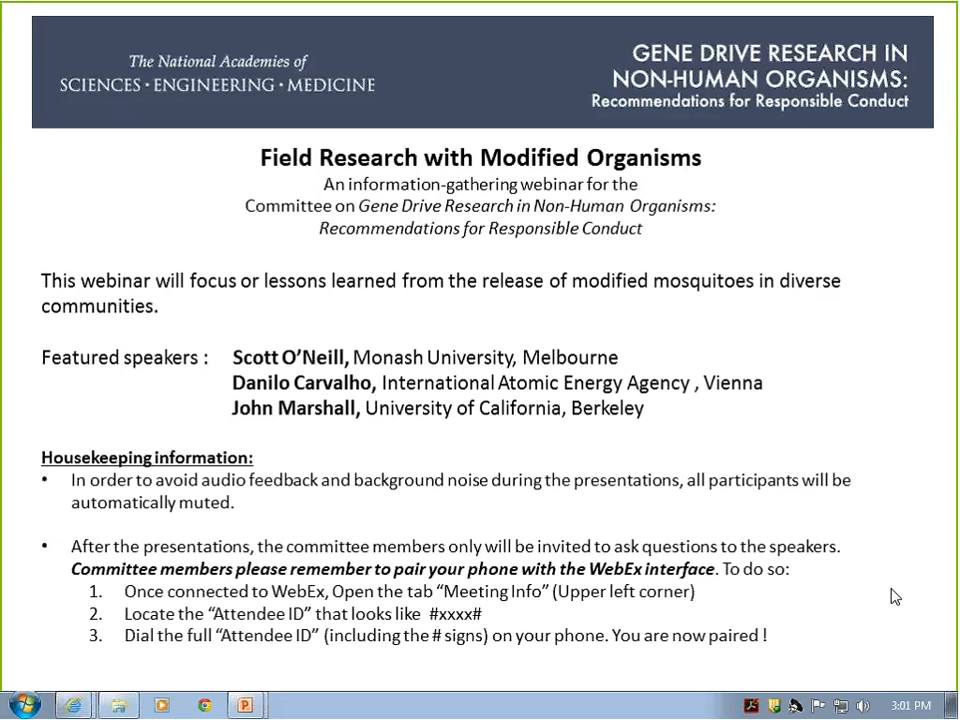 The National Academies of
SCIENCES · ENGINEERING · MEDICINE
GENE DRIVE RESEARCH IN
NON-HUMAN ORGANISMS:
Recommendations for Responsible Conduct
Field Research with Modified Organisms
An information-gathering webinar for the
Committee on Gene Drive Research in Non-Human Organisms:
Recommendations for Responsible Conduct
This webinar will focus or lessons learned from the release of modified mosquitoes in diverse
communities.
Featured speakers : Scott O’Neill, Monash University, Melbourne
Danilo Carvalho, International Atomic Energy Agency , Vienna
John Marshall, University of California, Berkeley
Housekeeping information:
• In order to avoid audio feedback and background noise during the presentations, all participants will be
automatically muted.
• After the presentations, the committee members only will be invited to ask questions to the speakers.
Committee members please remember to pair your phone with the WebEx interface. To do so:
1. Once connected to WebEx, Open the tab “Meeting Info” (Upper left corner)
2. Locate the “Attendee ID” that looks like #xxxx#
3. Dial the full “Attendee ID” (including the # signs) on your phone. You are now paired !
3:01 PM